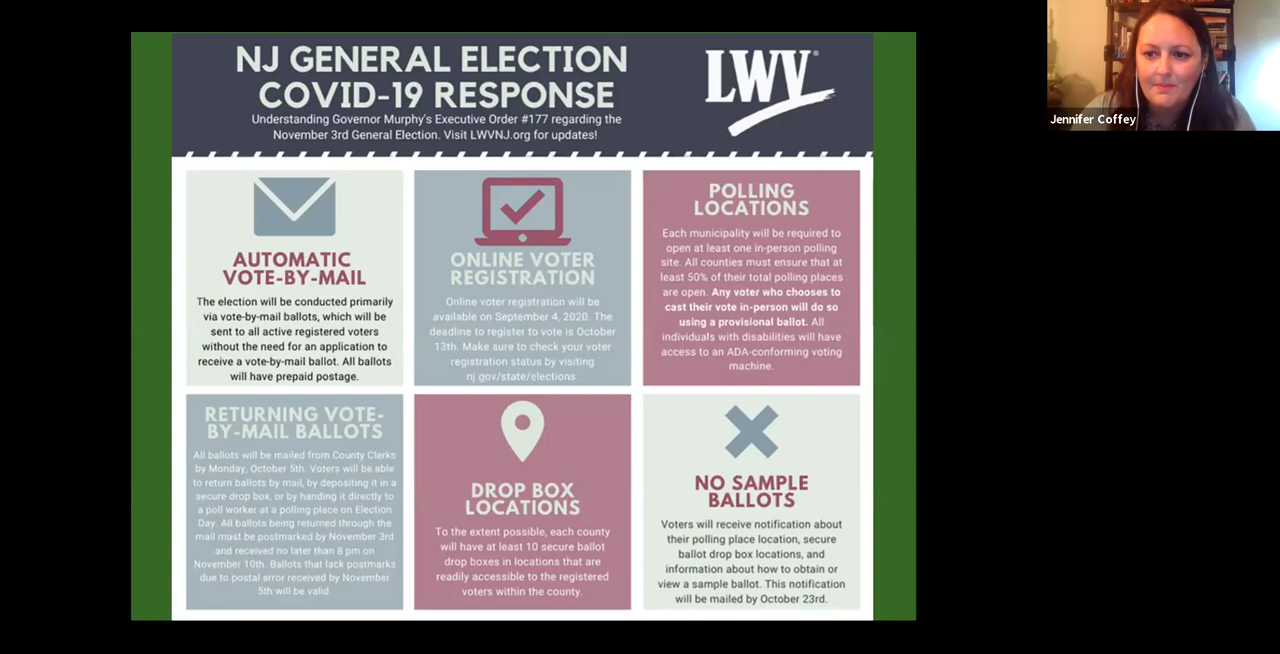 NJ GENERAL ELECTION
COVID-19 RESPONSE
Understanding Governor Murphy's Executive Order #177 regarding the
November 3rd General Election. Visit LWVNJ.org for updates!
LWV®
Jennifer Coffey
AUTOMATIC
VOTE-BY-MAIL
The election will be conducted primarily
via vote-by-mail ballots, which will be
sent to all active registered voters
without the need for an application to
receive a vote-by-mail ballot. All ballots
will have prepaid postage.
ONLINE VOTER
REGISTRATION
Online voter registration will be
available on September 4, 2020. The
deadline to register to vote is October
13th. Make sure to check your voter
registration status by visiting
nj.gov/state/elections.
POLLING
LOCATIONS
Each municipality will be required to
open at least one in-person polling
site. All counties must ensure that at
least 50% of their total polling places
are open. Any voter who chooses to
cast their vote in-person will do so
using a provisional ballot. All
individuals with disabilities will have
access to an ADA-conforming voting
machine.
RETURNING VOTE-
BY-MAIL BALLOTS
All ballots will be mailed from County Clerks
by Monday, October 5th. Voters will be able
to return ballots by mail, by depositing it in a
secure drop box, or by handing it directly to
a poll worker at a polling place on Election
Day. All ballots being returned through the
mail must be postmarked by November 3rd
and received no later than 8 pm on
November 10th. Ballots that lack postmarks
due to postal error received by November
5th will be valid.
DROP BOX
LOCATIONS
To the extent possible, each county
will have at least 10 secure ballot
drop boxes in locations that are
readily accessible to the registered
voters within the county.
NO SAMPLE
BALLOTS
Voters will receive notification about
their polling place location, secure
ballot drop box locations, and
information about how to obtain or
view a sample ballot. This notification
will be mailed by October 23rd.